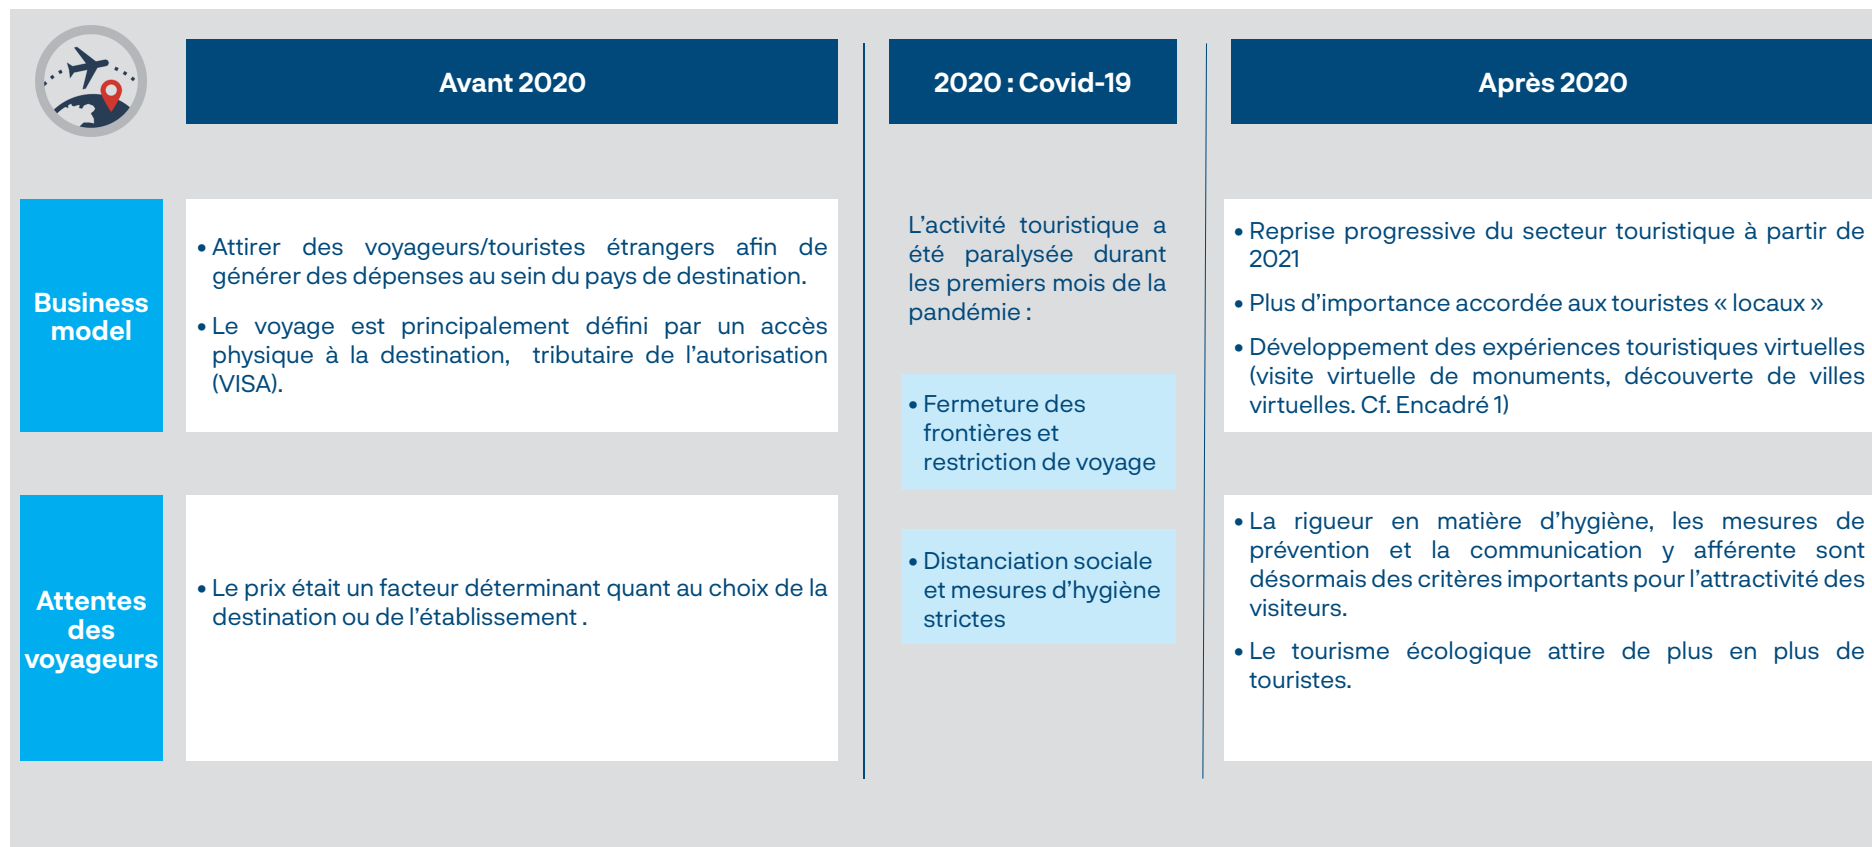 Avant 2020
2020 : Covid-19
Après 2020
Business
model
• Attirer des voyageurs/touristes étrangers afin de
générer des dépenses au sein du pays de destination.
• Le voyage est principalement défini par un accès
physique à la destination, tributaire de l’autorisation
(VISA).
L’activité touristique a
été paralysée durant
les premiers mois de la
pandémie :
• Fermeture des
frontières et
restriction de voyage
• Distanciation sociale
et mesures d’hygiène
strictes
• Reprise progressive du secteur touristique à partir de
2021
• Plus d’importance accordée aux touristes « locaux »
• Développement des expériences touristiques virtuelles
(visite virtuelle de monuments, découverte de villes
virtuelles. Cf. Encadré 1)
Attentes
des
voyageurs
• Le prix était un facteur déterminant quant au choix de la
destination ou de l’établissement .
• La rigueur en matière d’hygiène, les mesures de
prévention et la communication y afférente sont
désormais des critères importants pour l’attractivité des
visiteurs.
• Le tourisme écologique attire de plus en plus de
touristes.